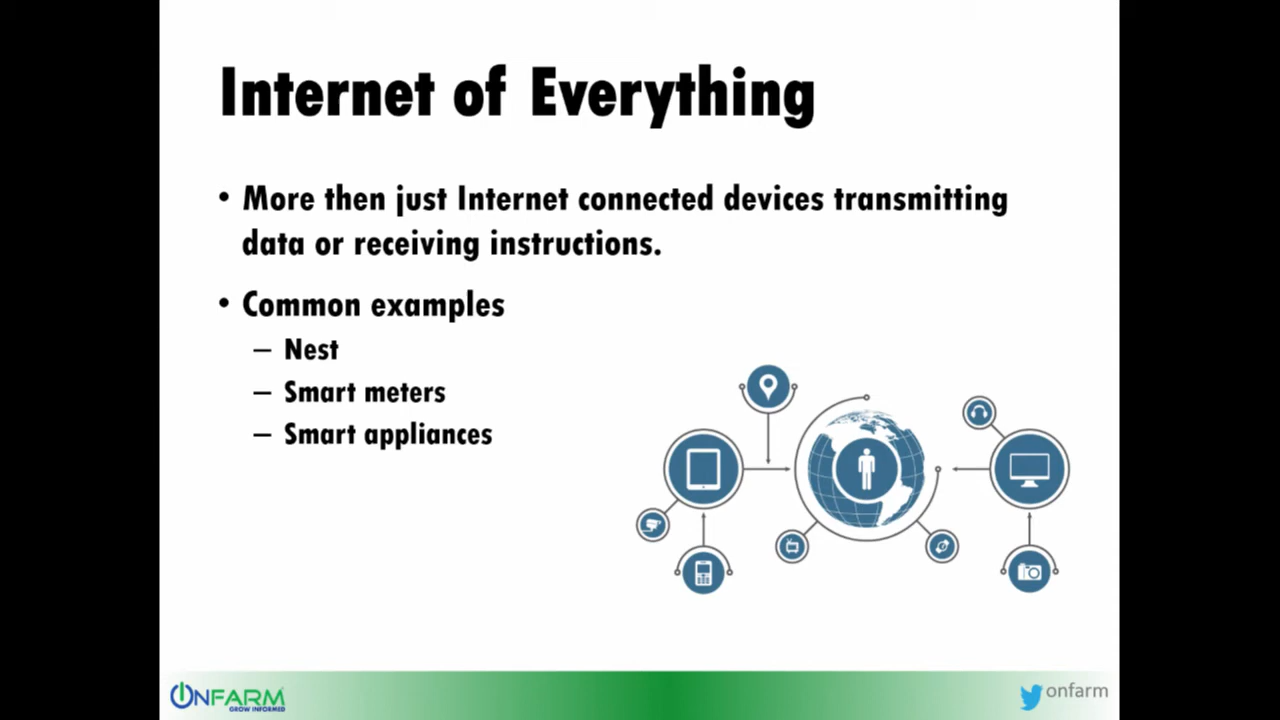 Internet of Everything
• More then just Internet connected devices transmitting
data or receiving instructions.
• Common examples
– Nest
– Smart meters
– Smart appliances
ONFARM
GROW INFORMED
onfarm